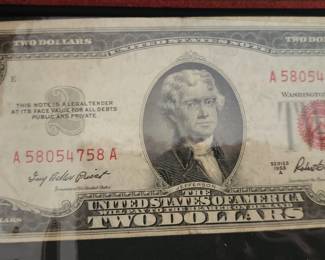 TWO DOLLARS
UNITED STATES NOTE
E
A 58054
THIS NOTE IS A LEGAL TENDER
AT ITS FACE VALUE FOR ALL DEBTS
PUBLIC AND PRIVATE
WASHINGTON
A 58054758 A
JEFFERSON
SERIES
1953
A
THE
UNITED STATES OF AMERICA
WILL PAY TO THE BEARER ON DEMAND
TWO DOLLARS